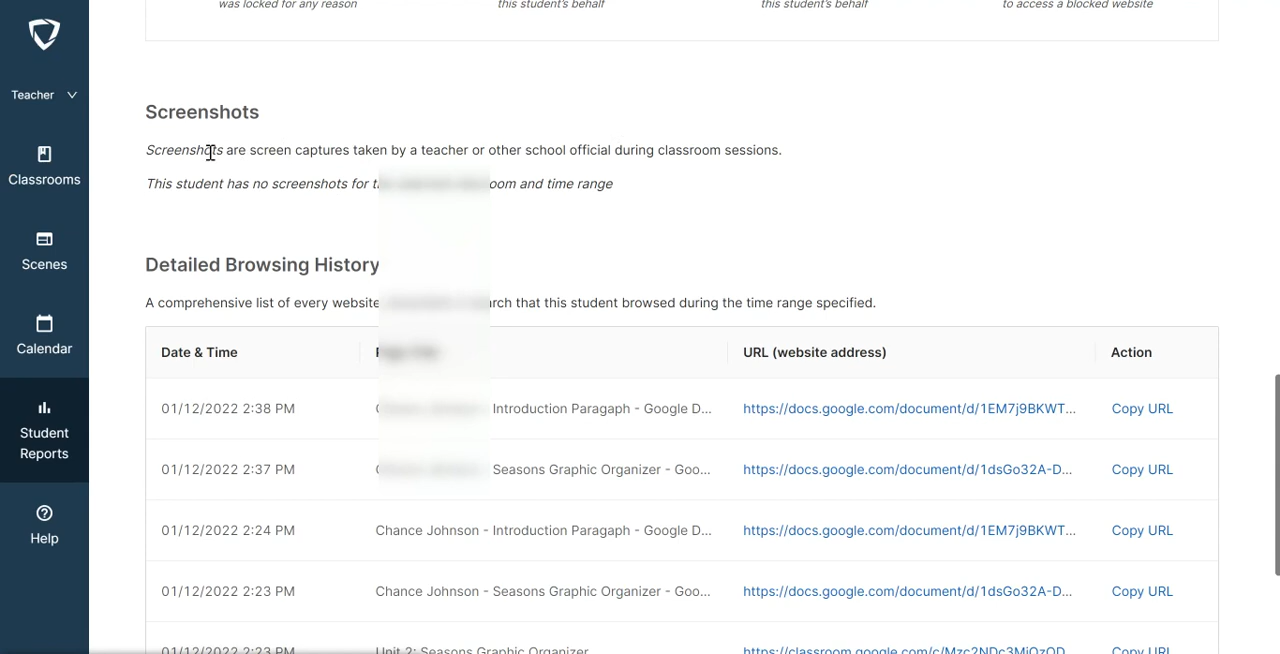 was locked for any reason
this student's behalf
this student's behalf
to access a blocked website
Teacher
Classrooms
Scenes
Calendar
Student
Reports
Help
Screenshots
Screenshots are screen captures taken by a teacher or other school official during classroom sessions.
This student has no screenshots for oom and time range
Detailed Browsing History
A comprehensive list of every website rch that this student browsed during the time range specified.
Date & Time URL (website address) Action
01/12/2022 2:38 PM - Introduction Paragaph - Google D... https://docs.google.com/document/d/1EM7j9BKWT... Copy URL
01/12/2022 2:37 PM Seasons Graphic Organizer - Goo... https://docs.google.com/document/d/1dsGo32A-D... Copy URL
01/12/2022 2:24 PM Chance Johnson - Introduction Paragaph - Google D... https://docs.google.com/document/d/1EM7j9BKWT... Copy URL
01/12/2022 2:23 PM Chance Johnson - Seasons Graphic Organizer - Goo... https://docs.google.com/document/d/1dsGo32A-D... Copy URL
01/12/2022 2:23 PM Unit 2: Seasons Graphic Organizer https://classroom.google.com/c/Mzc2NDc3MjQzOD Copy URL